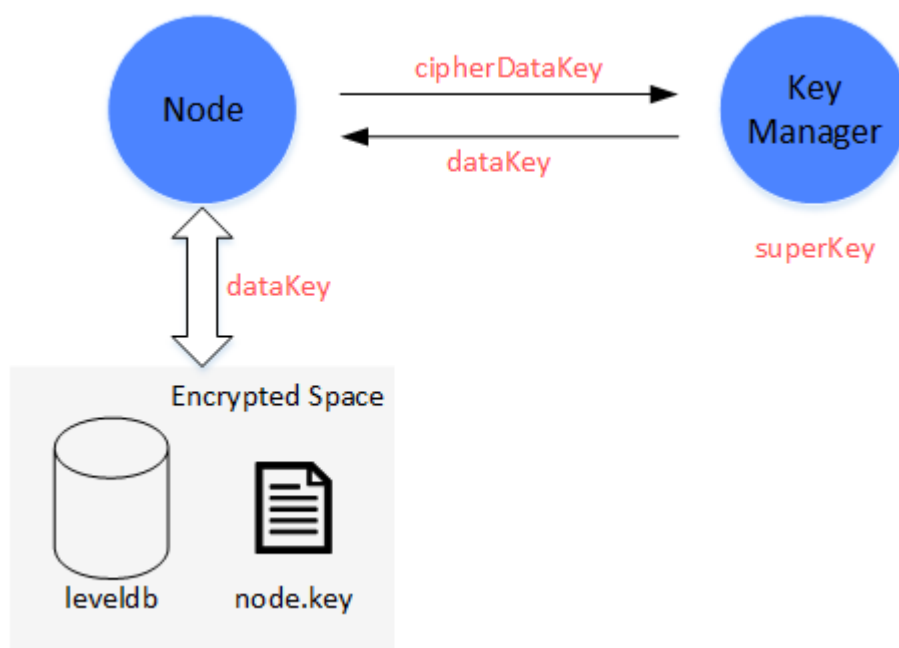 cipherDataKey
Node
Key
Manager
dataKey
superKey
dataKey
Encrypted Space
leveldb
node.key